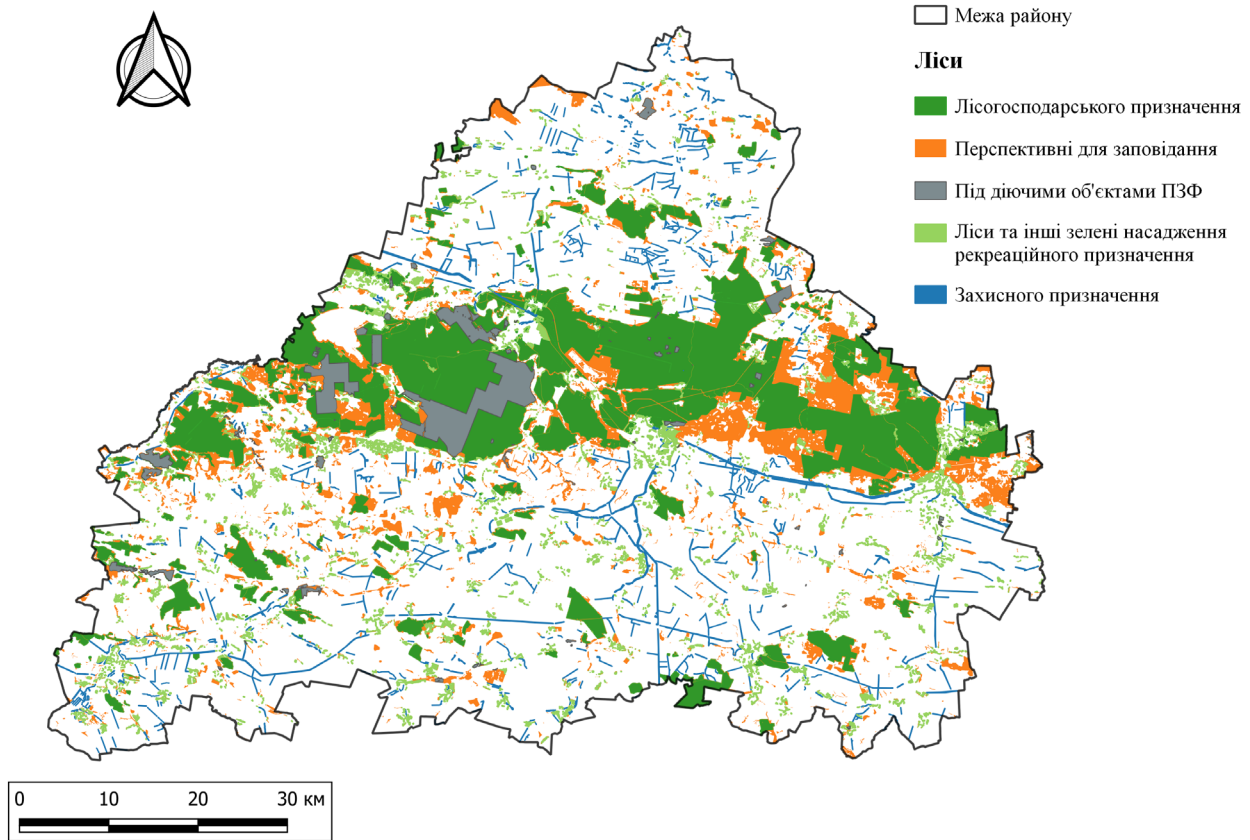 Межа району
Ліси
Лісогосподарського призначення
Перспективні для заповідання
Під діючими об'єктами ПЗФ
Ліси та інші зелені насадження
рекреаційного призначення
Захисного призначення
0 10 20 30 км